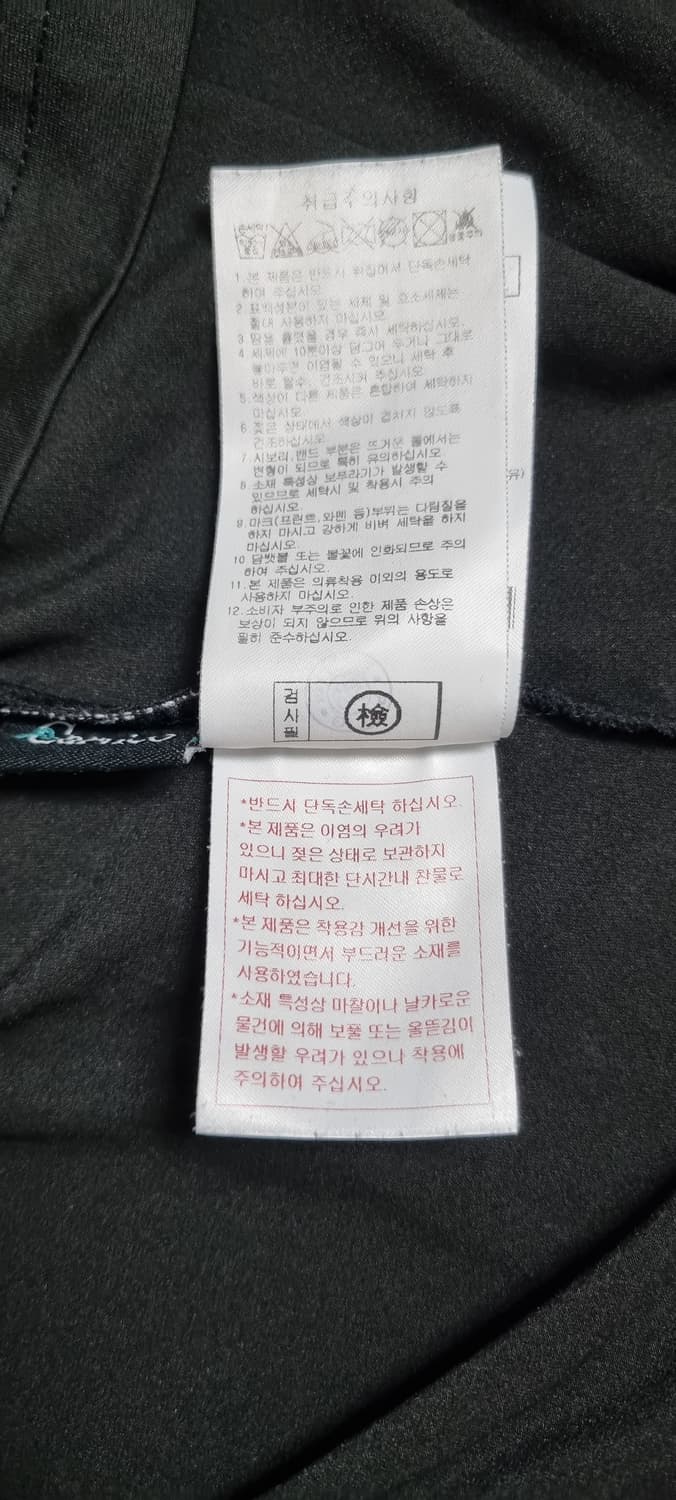 취급주의사항
손세탁
불꽃주의
1.본 제품은 반드시 뒤집어서 단독손세탁
하여 주십시오.
2.표백성분이 있는 세제 및 효소세제는
절대 사용하지 마십시오.
3.땀을 흘렸을 경우 즉시 세탁하십시오.
4.세제에 10분이상 담그어 두거나 그대로
놓아두면 이염될 수 있으니 세탁 후
바로 탈수, 건조시켜 주십시오.
5.색상이 다른 제품은 혼합하여 세탁하지
마십시오.
6.젖은 상태에서 색상이 겹치지 않도록
건조하십시오.
7.시보리,밴드 부분은 뜨거운 물에서는
변형이 되므로 특히 유의하십시오.
8.소재 특성상 보푸라기가 발생할 수
있으므로 세탁시 및 착용시 주의
하십시오.
9.마크(프린트,와펜 등)부위는 다림질을
하지 마시고 강하게 비벼 세탁을 하지
마십시오.
10.담뱃불 또는 불꽃에 인화되므로 주의
하여 주십시오.
11.본 제품은 의류착용 이외의 용도로
사용하지 마십시오.
12.소비자 부주의로 인한 제품 손상은
보상이 되지 않으므로 위의 사항을
필히 준수하십시오.
유)
검사필
檢
*반드시 단독손세탁 하십시오.
*본 제품은 이염의 우려가
있으니 젖은 상태로 보관하지
마시고 최대한 단시간내 찬물로
세탁 하십시오.
*본 제품은 착용감 개선을 위한
기능적이면서 부드러운 소재를
사용하였습니다.
*소재 특성상 마찰이나 날카로운
물건에 의해 보풀 또는 올뜯김이
발생할 우려가 있으나 착용에
주의하여 주십시오.